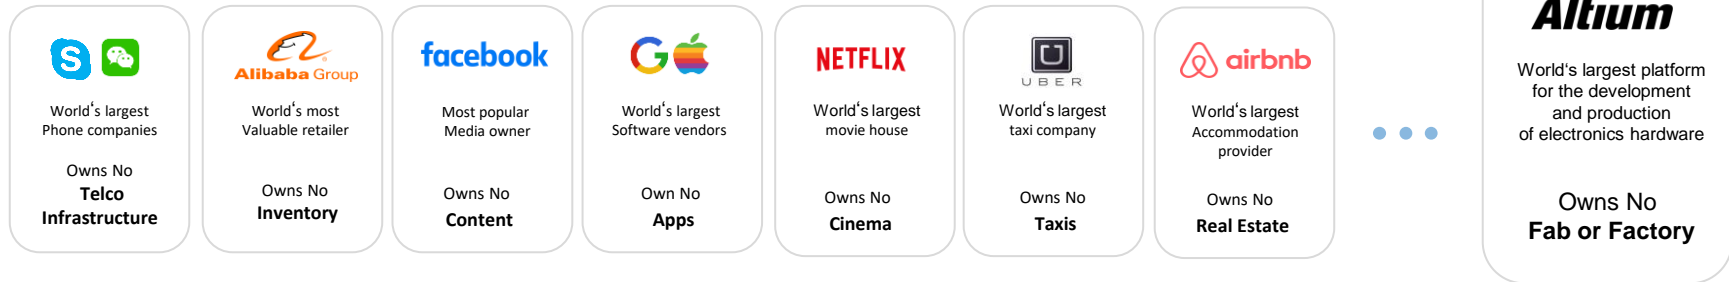 S
Alibaba Group
facebook
G
NETFLIX
U
UBER
airbnb
Altium
World's largest
Phone companies
Owns No
Telco
Infrastructure
World's most
Valuable retailer
Owns No
Inventory
Most popular
Media owner
Owns No
Content
World's largest
Software vendors
Own No
Apps
World's largest
movie house
Owns No
Cinema
World's largest
taxi company
Owns No
Taxis
World's largest
Accommodation
provider
Owns No
Real Estate
World's largest platform
for the development
and production
of electronics hardware
Owns No
Fab or Factory